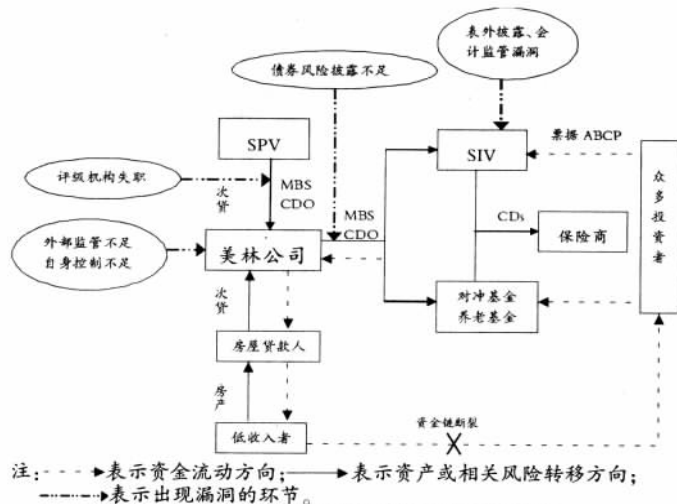 表外披露、会
计监管漏洞
债券风险披露不足
SPV
SIV
票据 ABCP
众多投资者
评级机构失职
次贷
MBS
CDO
MBS
CDO
CDs
保险商
外部监管不足
自身控制不足
美林公司
次贷
对冲基金
养老基金
房屋贷款人
房产
资金链断裂
低收入者
注:表示资金流动方向;表示资产或相关风险转移方向;
表示出现漏洞的环节。